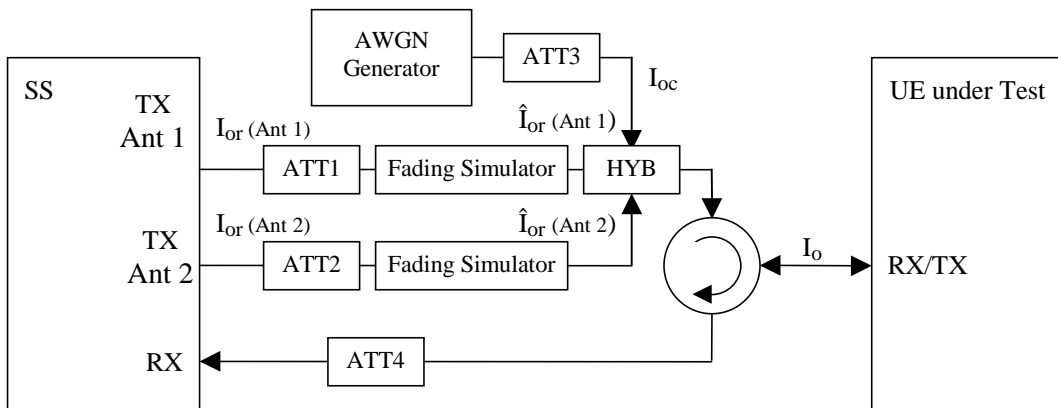 AWGN
Generator
ATT3
SS
UE under Test
I_oc
TX
Ant 1
I_or (Ant 1)
Î_or (Ant 1)
ATT1
Fading Simulator
HYB
TX
Ant 2
I_or (Ant 2)
Î_or (Ant 2)
ATT2
Fading Simulator
I_o
RX/TX
RX
ATT4